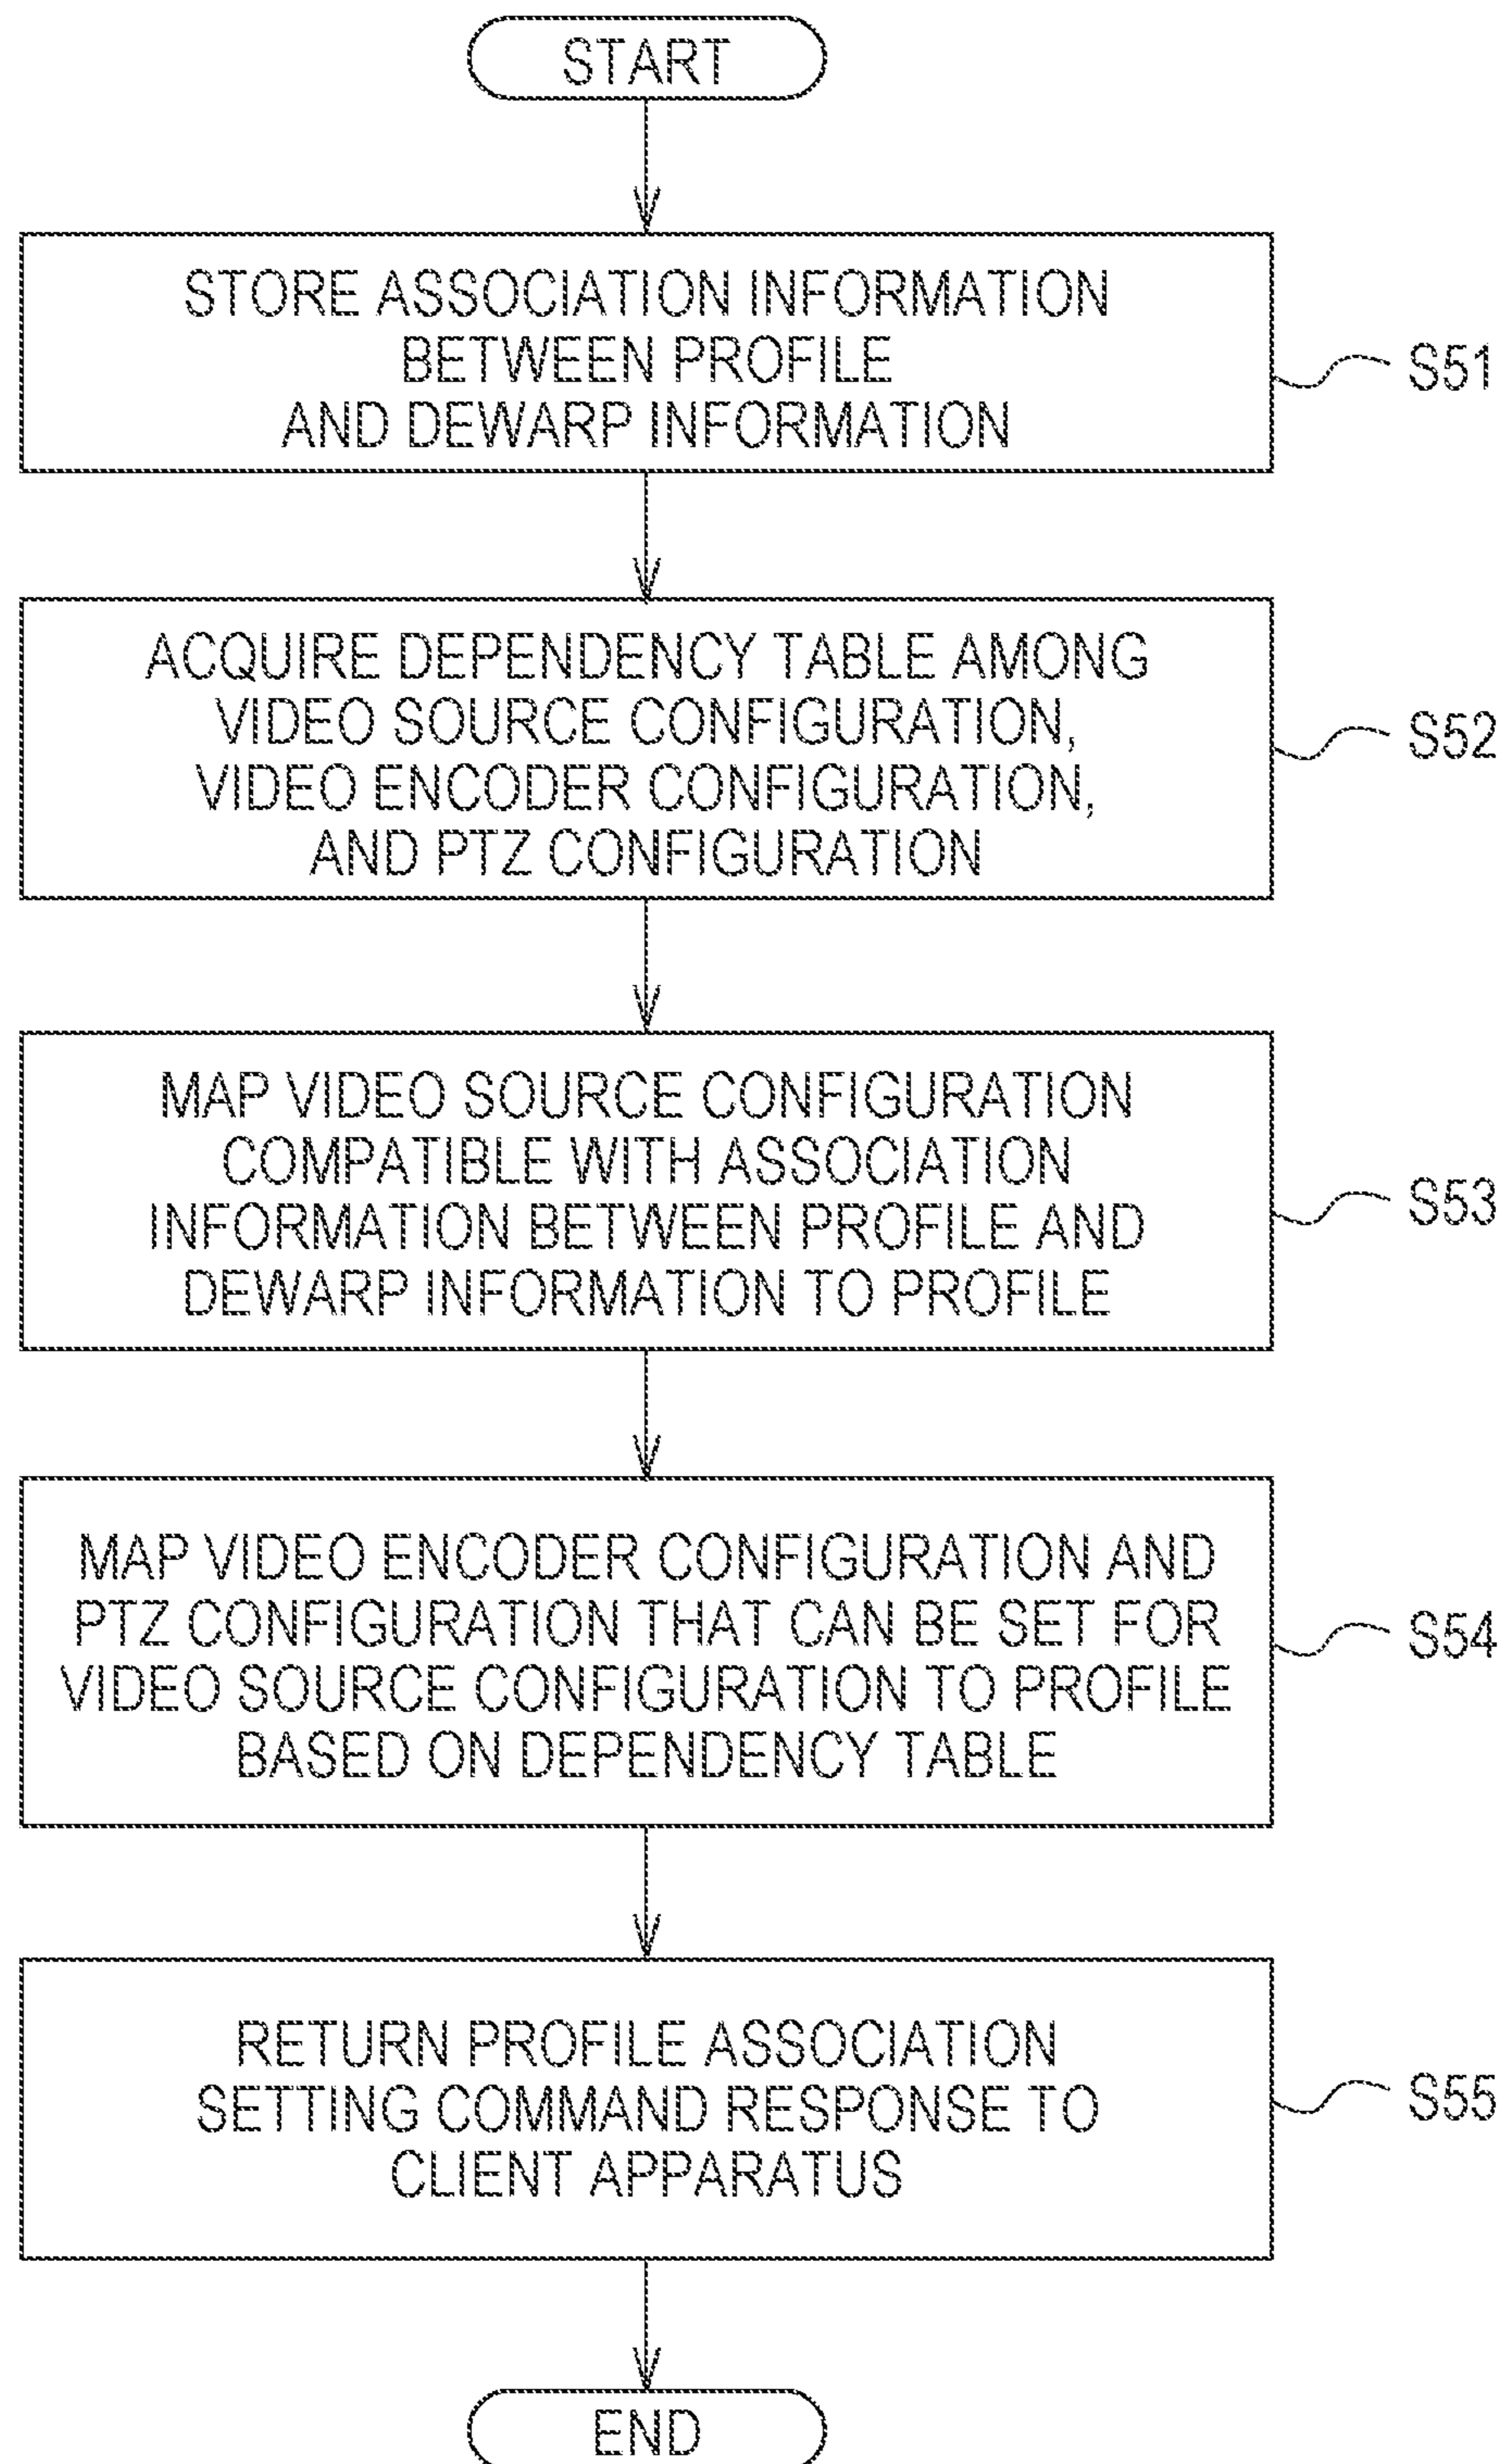 START
STORE ASSOCIATION INFORMATION
BETWEEN PROFILE
AND DEWARP INFORMATION
S51
ACQUIRE DEPENDENCY TABLE AMONG
VIDEO SOURCE CONFIGURATION,
VIDEO ENCODER CONFIGURATION,
AND PTZ CONFIGURATION
S52
MAP VIDEO SOURCE CONFIGURATION
COMPATIBLE WITH ASSOCIATION
INFORMATION BETWEEN PROFILE AND
DEWARP INFORMATION TO PROFILE
S53
MAP VIDEO ENCODER CONFIGURATION AND
PTZ CONFIGURATION THAT CAN BE SET FOR
VIDEO SOURCE CONFIGURATION TO PROFILE
BASED ON DEPENDENCY TABLE
S54
RETURN PROFILE ASSOCIATION
SETTING COMMAND RESPONSE TO
CLIENT APPARATUS
S55
END